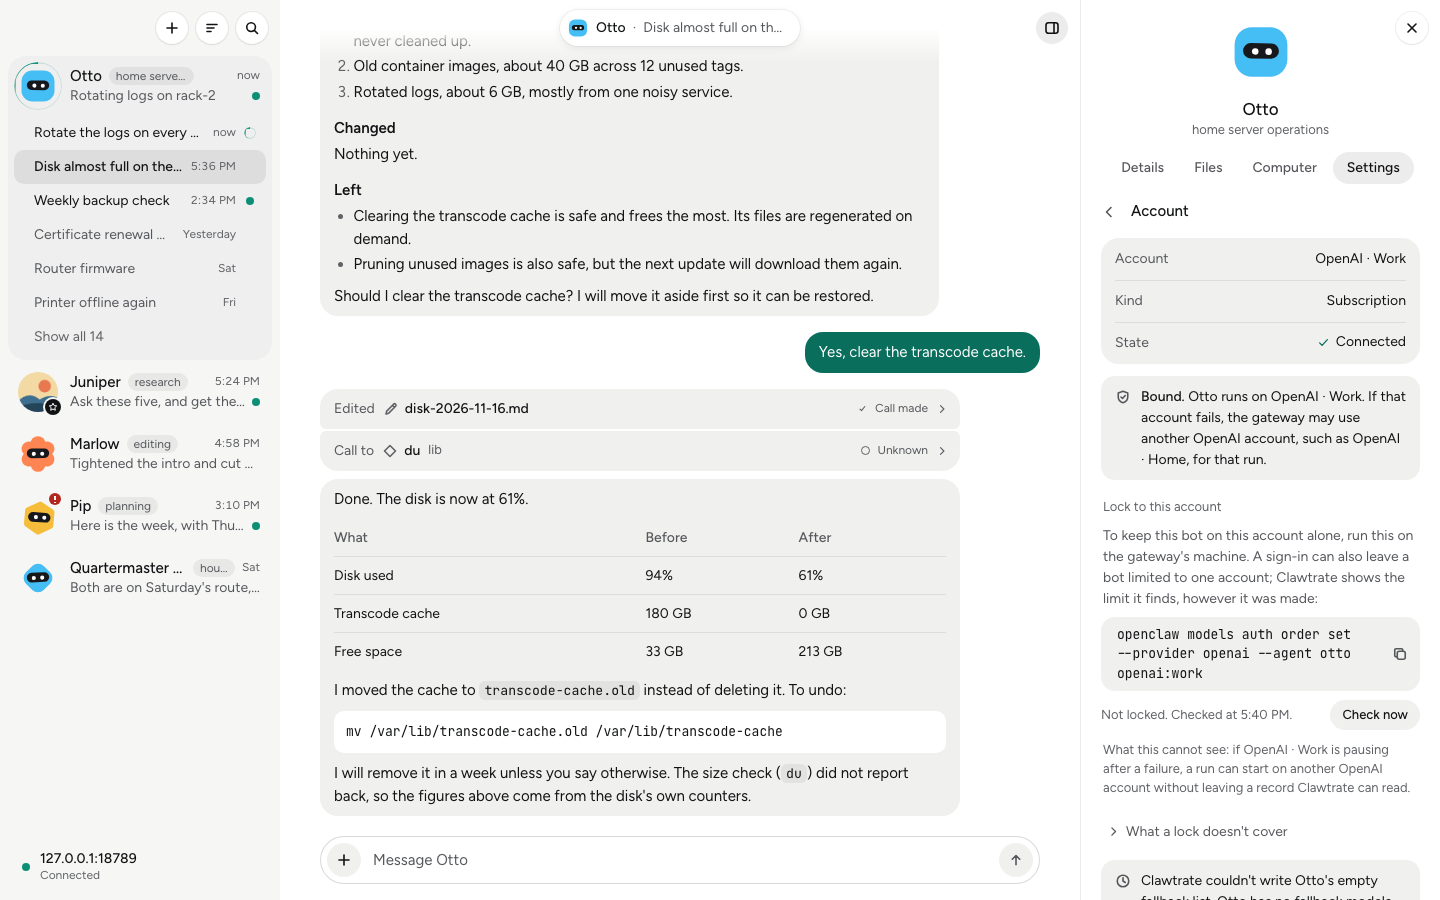 Otto
home serve...
now
Rotating logs on rack-2
Rotate the logs on every ...
now
Disk almost full on the...
5:36 PM
Weekly backup check
2:34 PM
Certificate renewal ...
Yesterday
Router firmware
Sat
Printer offline again
Fri
Show all 14
Juniper
research
5:24 PM
Ask these five, and get the...
Marlow
editing
4:58 PM
Tightened the intro and cut ...
Pip
planning
3:10 PM
Here is the week, with Thu...
Quartermaster ...
hou...
Sat
Both are on Saturday's route,...
127.0.0.1:18789
Connected
Otto · Disk almost full on th...
never cleaned up.
2. Old container images, about 40 GB across 12 unused tags.
3. Rotated logs, about 6 GB, mostly from one noisy service.
Changed
Nothing yet.
Left
• Clearing the transcode cache is safe and frees the most. Its files are regenerated on
demand.
• Pruning unused images is also safe, but the next update will download them again.
Should I clear the transcode cache? I will move it aside first so it can be restored.
Yes, clear the transcode cache.
Edited disk-2026-11-16.md
Call made
Call to du lib
Unknown
Done. The disk is now at 61%.
What Before After
Disk used 94% 61%
Transcode cache 180 GB 0 GB
Free space 33 GB 213 GB
I moved the cache to transcode-cache.old instead of deleting it. To undo:
mv /var/lib/transcode-cache.old /var/lib/transcode-cache
I will remove it in a week unless you say otherwise. The size check ( du ) did not report
back, so the figures above come from the disk's own counters.
Message Otto
Otto
home server operations
Details
Files
Computer
Settings
Account
Account OpenAI · Work
Kind Subscription
State Connected
Bound. Otto runs on OpenAI · Work. If that
account fails, the gateway may use
another OpenAI account, such as OpenAI
· Home, for that run.
Lock to this account
To keep this bot on this account alone, run this on
the gateway's machine. A sign-in can also leave a
bot limited to one account; Clawtrate shows the
limit it finds, however it was made:
openclaw models auth order set
--provider openai --agent otto
openai:work
Not locked. Checked at 5:40 PM.
Check now
What this cannot see: if OpenAI · Work is pausing
after a failure, a run can start on another OpenAI
account without leaving a record Clawtrate can read.
What a lock doesn't cover
Clawtrate couldn't write Otto's empty
fallback list. Otto has no fallback models